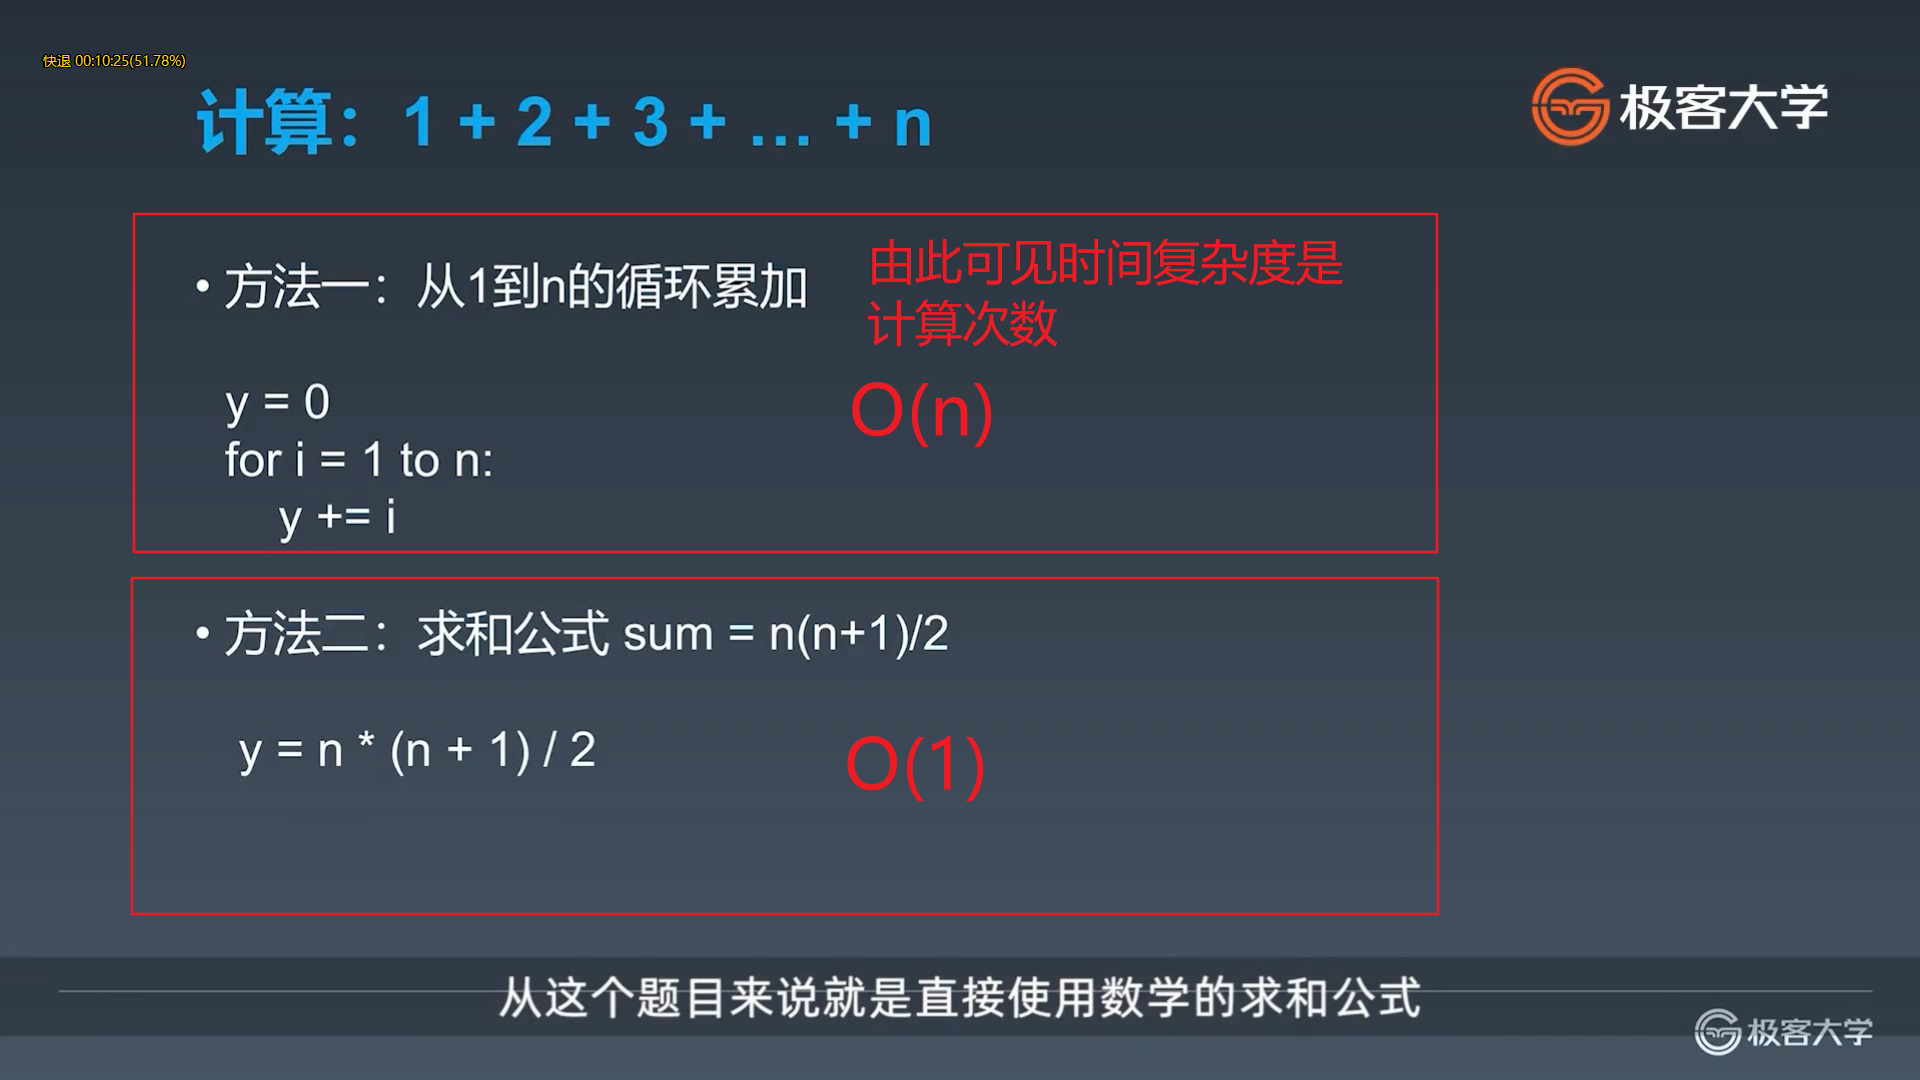 快退 00:10:25(51.78%)
计算：1 + 2 + 3 + … + n
极客大学
• 方法一：从1到n的循环累加
由此可见时间复杂度是
计算次数
y = 0
O(n)
for i = 1 to n:
y += i
• 方法二：求和公式 sum = n(n+1)/2
y = n * (n + 1) / 2
O(1)
从这个题目来说就是直接使用数学的求和公式
极客大学